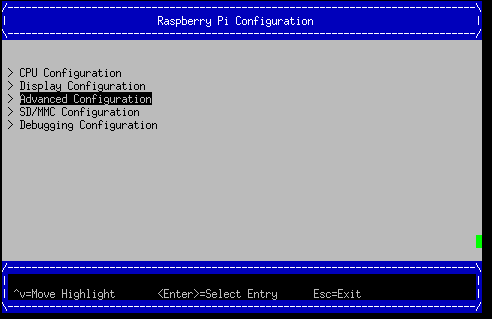 Raspberry Pi Configuration
> CPU Configuration
> Display Configuration
> Advanced Configuration
> SD/MMC Configuration
> Debugging Configuration
^v=Move Highlight <Enter>=Select Entry Esc=Exit